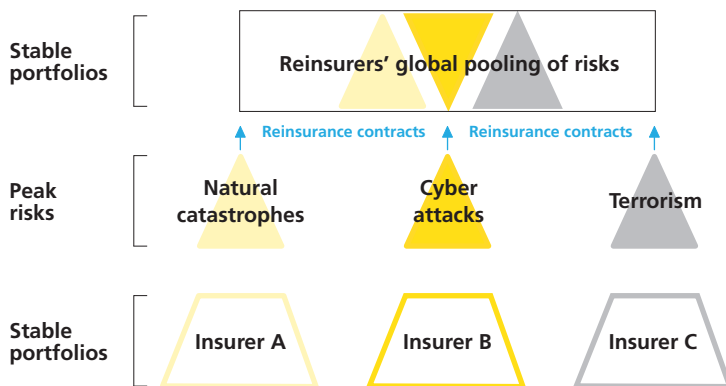 Stable
portfolios
Reinsurers’ global pooling of risks
Reinsurance contracts
Reinsurance contracts
Peak
risks
Natural
catastrophes
Cyber
attacks
Terrorism
Stable
portfolios
Insurer A
Insurer B
Insurer C